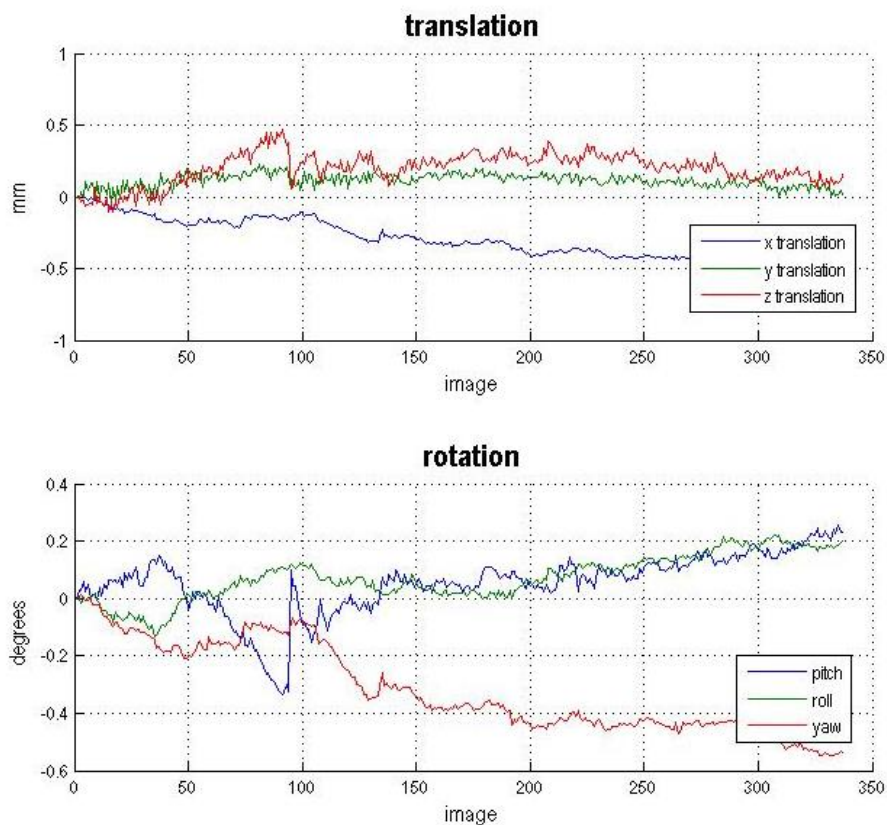 translation
1
0.5
0
-0.5
-1
mm
0 50 100 150 200 250 300 350
image
x translation
y translation
z translation
rotation
0.4
0.2
0
-0.2
-0.4
-0.6
degrees
0 50 100 150 200 250 300 350
image
pitch
roll
yaw